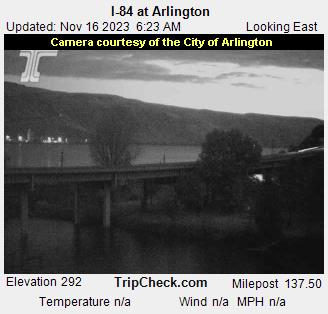 I-84 at Arlington
Updated: Nov 16 2023 6:23 AM Looking East
Camera courtesy of the City of Arlington
Elevation 292 TripCheck.com Milepost 137.50
Temperature n/a Wind n/a MPH n/a